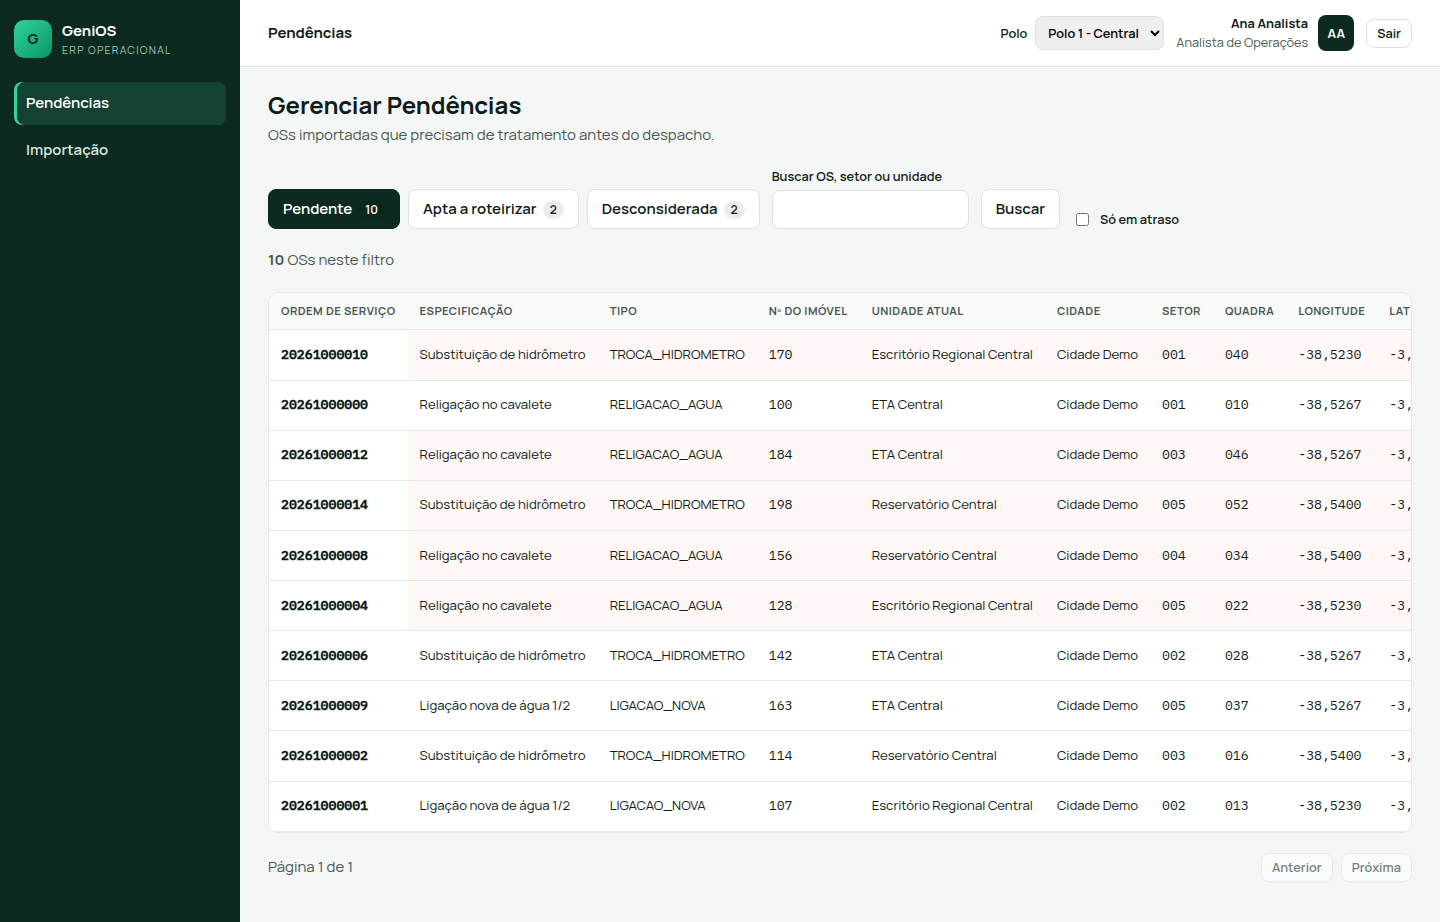 G
GeniOS
ERP OPERACIONAL
Pendências
Importação
Pendências
Polo
Polo 1 - Central
Ana Analista
Analista de Operações
AA
Sair
Gerenciar Pendências
OSs importadas que precisam de tratamento antes do despacho.
Buscar OS, setor ou unidade
Pendente 10
Apta a roteirizar 2
Desconsiderada 2
Buscar
Só em atraso
10 OSs neste filtro
ORDEM DE SERVIÇO ESPECIFICAÇÃO TIPO Nº DO IMÓVEL UNIDADE ATUAL CIDADE SETOR QUADRA LONGITUDE LAT
20261000010 Substituição de hidrômetro TROCA_HIDROMETRO 170 Escritório Regional Central Cidade Demo 001 040 -38,5230 -3,
20261000000 Religação no cavalete RELIGACAO_AGUA 100 ETA Central Cidade Demo 001 010 -38,5267 -3,
20261000012 Religação no cavalete RELIGACAO_AGUA 184 ETA Central Cidade Demo 003 046 -38,5267 -3,
20261000014 Substituição de hidrômetro TROCA_HIDROMETRO 198 Reservatório Central Cidade Demo 005 052 -38,5400 -3,
20261000008 Religação no cavalete RELIGACAO_AGUA 156 Reservatório Central Cidade Demo 004 034 -38,5400 -3,
20261000004 Religação no cavalete RELIGACAO_AGUA 128 Escritório Regional Central Cidade Demo 005 022 -38,5230 -3,
20261000006 Substituição de hidrômetro TROCA_HIDROMETRO 142 ETA Central Cidade Demo 002 028 -38,5267 -3,
20261000009 Ligação nova de água 1/2 LIGACAO_NOVA 163 ETA Central Cidade Demo 005 037 -38,5267 -3,
20261000002 Substituição de hidrômetro TROCA_HIDROMETRO 114 Reservatório Central Cidade Demo 003 016 -38,5400 -3,
20261000001 Ligação nova de água 1/2 LIGACAO_NOVA 107 Escritório Regional Central Cidade Demo 002 013 -38,5230 -3,
Página 1 de 1
Anterior
Próxima